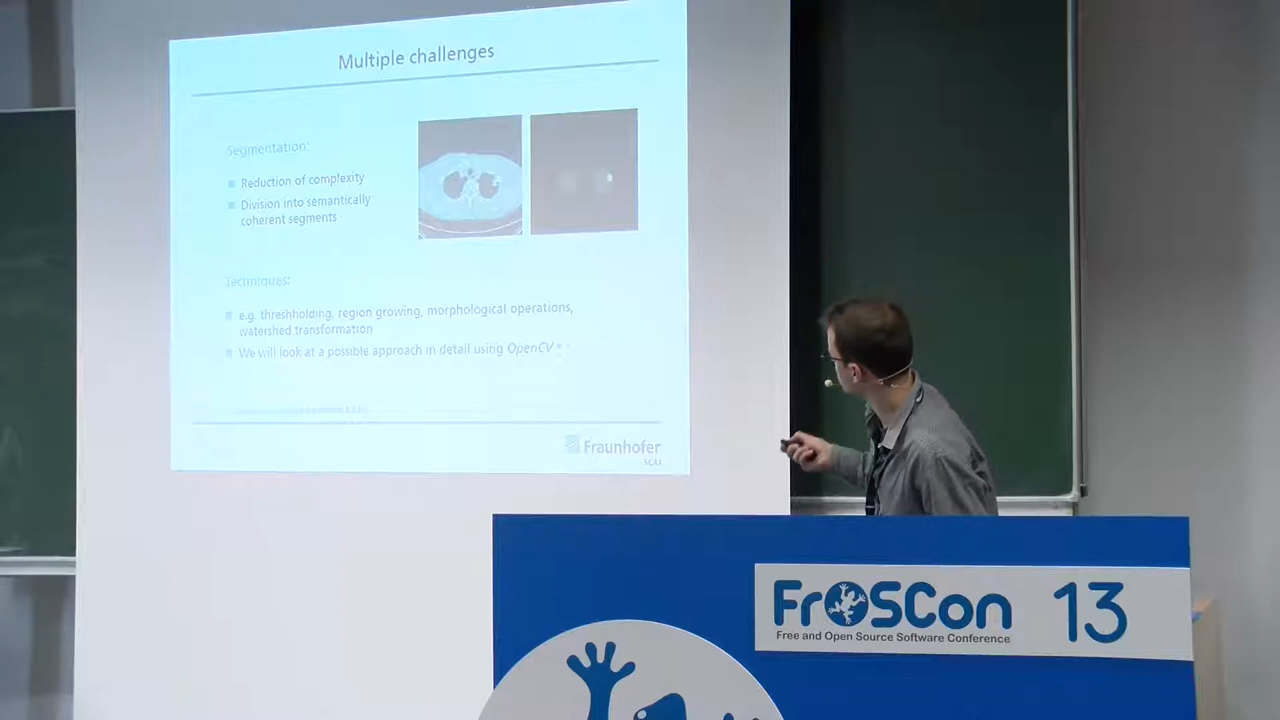 Multiple challenges
Segmentation:
Reduction of complexity
Division into semantically
coherent segments
Techniques:
e.g. threshholding, region growing, morphological operations,
watershed transformation
We will look at a possible approach in detail using OpenCV
Fraunhofer
SCAI
FrOSCon 13
Free and Open Source Software Conference